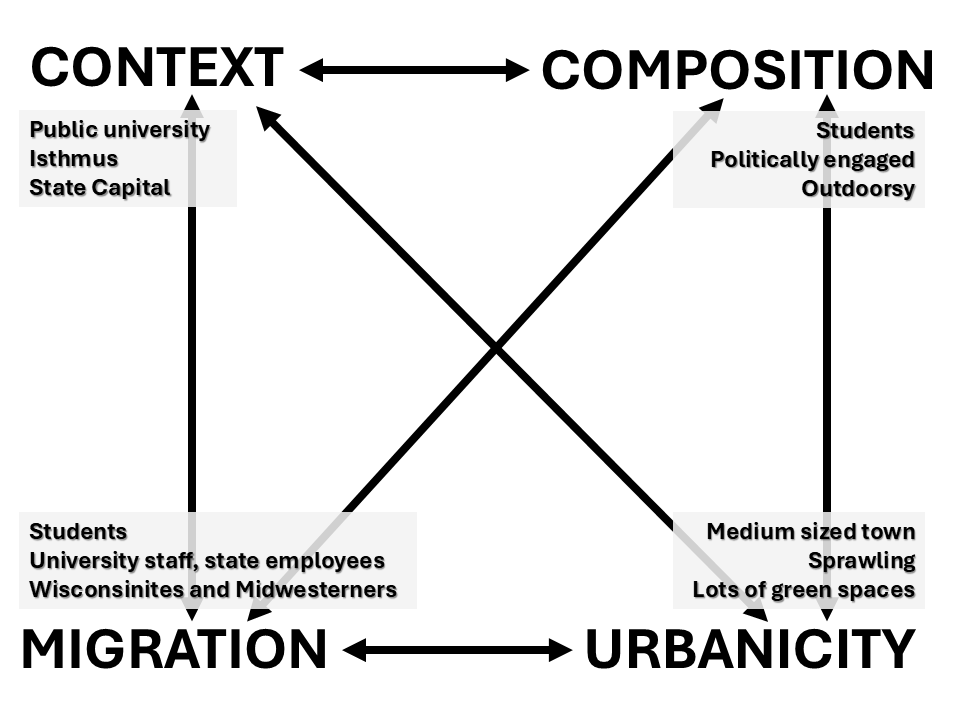 CONTEXT
COMPOSITION
Public university
Isthmus
State Capital
Students
Politically engaged
Outdoorsy
Students
University staff, state employees
Wisconsinites and Midwesterners
Medium sized town
Sprawling
Lots of green spaces
MIGRATION
URBANICITY